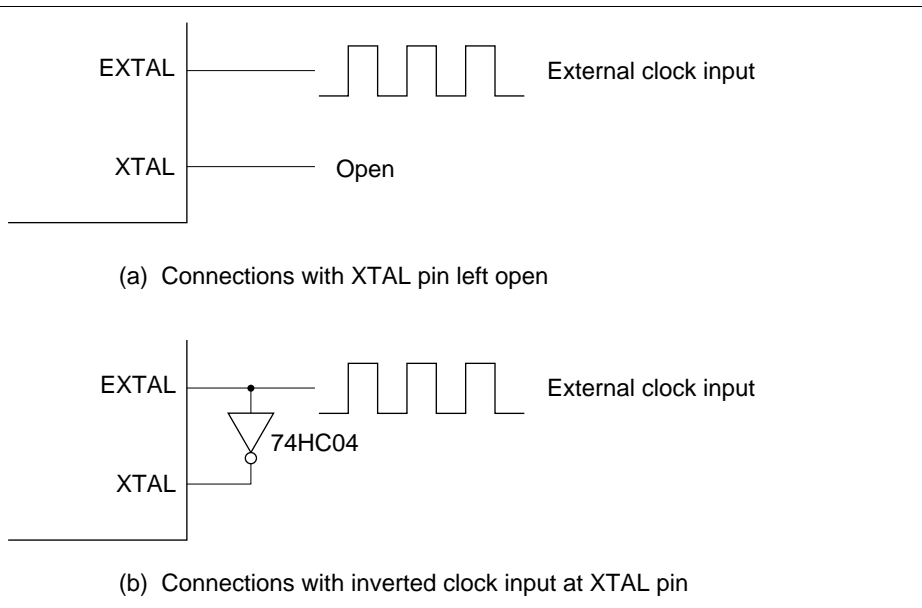 EXTAL
External clock input
XTAL
Open
(a) Connections with XTAL pin left open
EXTAL
External clock input
74HC04
XTAL
(b) Connections with inverted clock input at XTAL pin